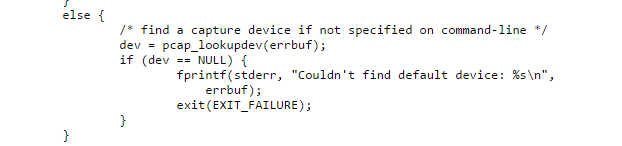 }
else {
/* find a capture device if not specified on command-line */
dev = pcap_lookupdev(errbuf);
if (dev == NULL) {
fprintf(stderr, "Couldn't find default device: %s\n",
errbuf);
exit(EXIT_FAILURE);
}
}